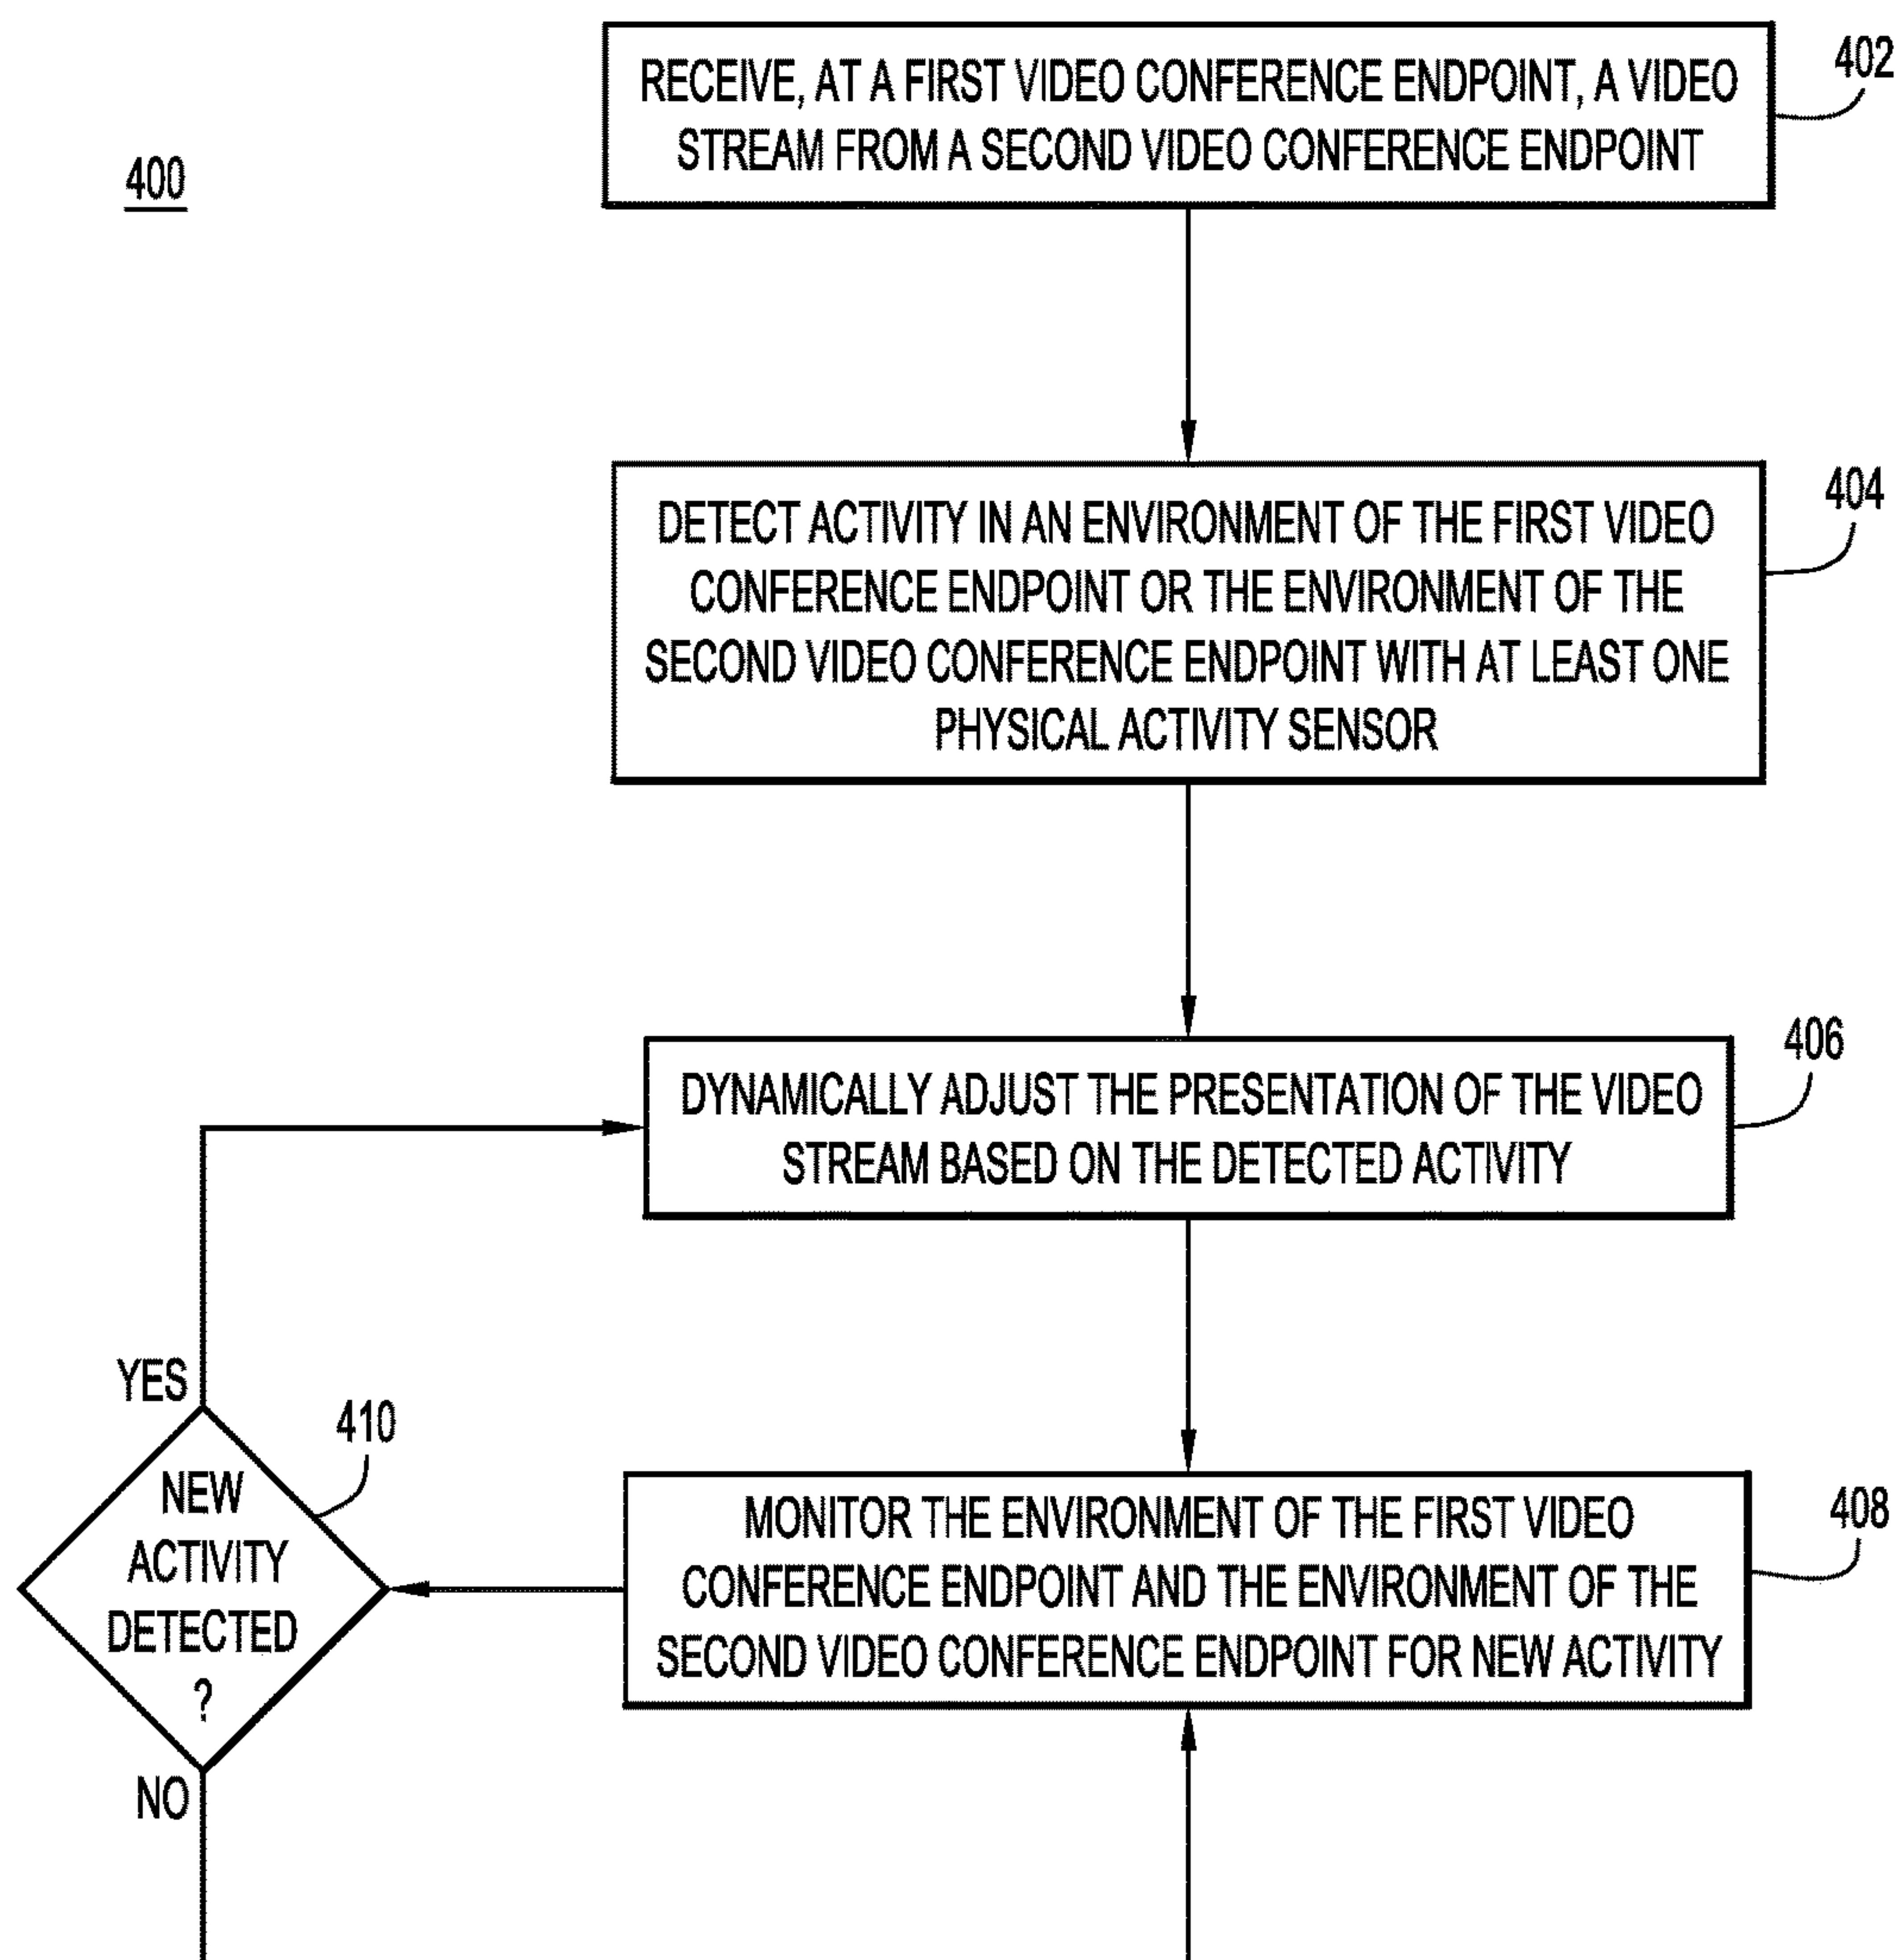 400
RECEIVE, AT A FIRST VIDEO CONFERENCE ENDPOINT, A VIDEO
STREAM FROM A SECOND VIDEO CONFERENCE ENDPOINT
402
DETECT ACTIVITY IN AN ENVIRONMENT OF THE FIRST VIDEO
CONFERENCE ENDPOINT OR THE ENVIRONMENT OF THE
SECOND VIDEO CONFERENCE ENDPOINT WITH AT LEAST ONE
PHYSICAL ACTIVITY SENSOR
404
DYNAMICALLY ADJUST THE PRESENTATION OF THE VIDEO
STREAM BASED ON THE DETECTED ACTIVITY
406
MONITOR THE ENVIRONMENT OF THE FIRST VIDEO
CONFERENCE ENDPOINT AND THE ENVIRONMENT OF THE
SECOND VIDEO CONFERENCE ENDPOINT FOR NEW ACTIVITY
408
YES
NEW
ACTIVITY
DETECTED
?
410
NO